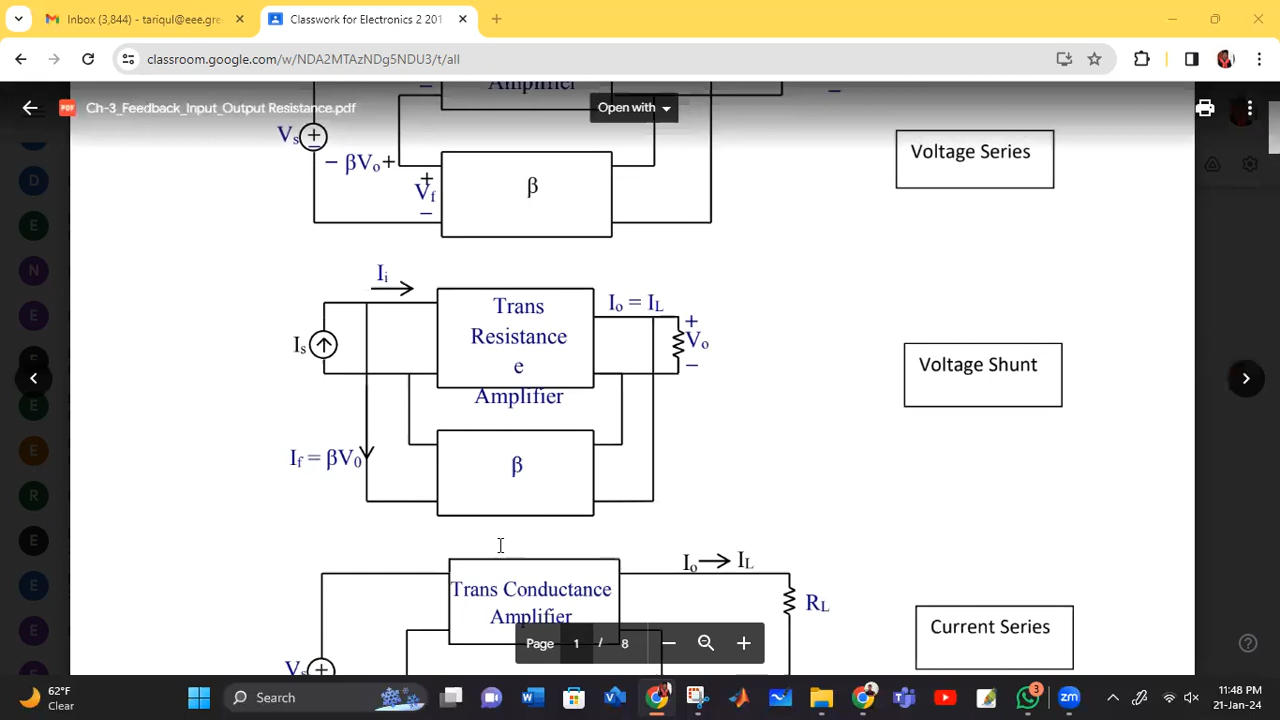 Inbox (3,844) - tariqul@eee.gre
Classwork for Electronics 2 201
classroom.google.com/w/NDA2MTAzNDg5NDU3/t/all
Amplifier
PDF
Ch-3_Feedback_Input_Output Resistance.pdf
Open with
Vs
+
−
− βVo+
+
Vf
−
β
−
Voltage Series
D
E
N
E
E
E
E
R
E
E
Ii
Is
Trans
Resistance
e
Amplifier
Io = IL
+
Vo
−
Voltage Shunt
If = βV0
β
Trans Conductance
Amplifier
Io → IL
RL
Vs
+
Current Series
Page 1 / 8
62°F
Clear
Search
3
zm
11:48 PM
21-Jan-24